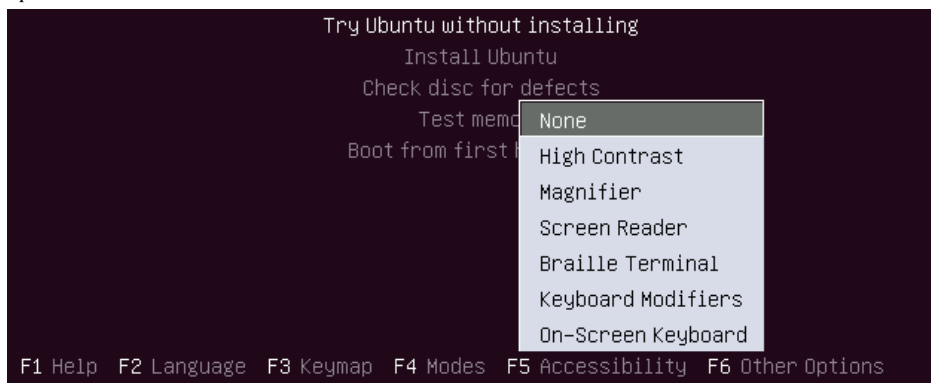 Try Ubuntu without installing
Install Ubuntu
Check disc for defects
Test memo
Boot from first h
None
High Contrast
Magnifier
Screen Reader
Braille Terminal
Keyboard Modifiers
On-Screen Keyboard
F1 Help F2 Language F3 Keymap F4 Modes F5 Accessibility F6 Other Options